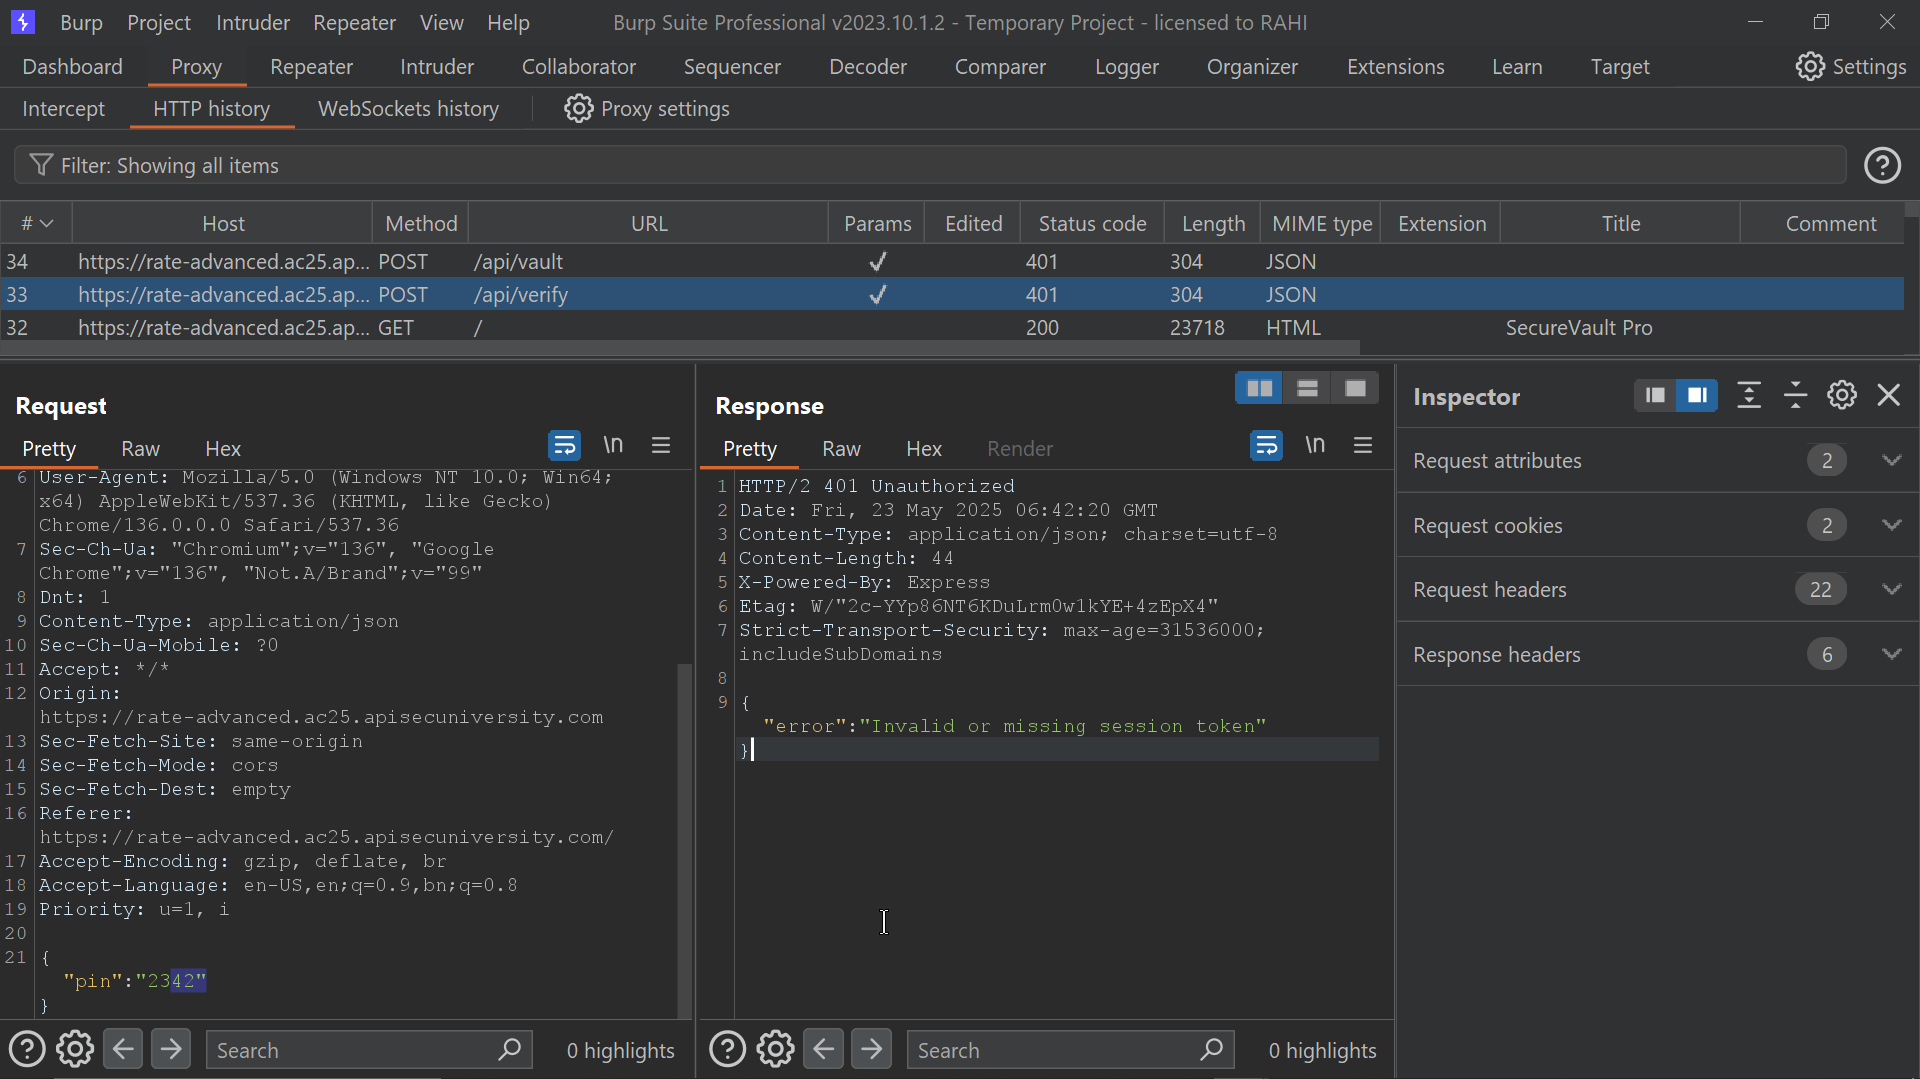 Burp Project Intruder Repeater View Help Burp Suite Professional v2023.10.1.2 - Temporary Project - licensed to RAHI
Dashboard Proxy Repeater Intruder Collaborator Sequencer Decoder Comparer Logger Organizer Extensions Learn Target Settings
Intercept HTTP history WebSockets history Proxy settings
Filter: Showing all items
# Host Method URL Params Edited Status code Length MIME type Extension Title Comment
34 https://rate-advanced.ac25.ap... POST /api/vault ✓ 401 304 JSON
33 https://rate-advanced.ac25.ap... POST /api/verify ✓ 401 304 JSON
32 https://rate-advanced.ac25.ap... GET / 200 23718 HTML SecureVault Pro
Request
Pretty Raw Hex \n
6 User-Agent: Mozilla/5.0 (Windows NT 10.0; Win64;
x64) AppleWebKit/537.36 (KHTML, like Gecko)
Chrome/136.0.0.0 Safari/537.36
7 Sec-Ch-Ua: "Chromium";v="136", "Google
Chrome";v="136", "Not.A/Brand";v="99"
8 Dnt: 1
9 Content-Type: application/json
10 Sec-Ch-Ua-Mobile: ?0
11 Accept: */*
12 Origin:
https://rate-advanced.ac25.apisecuniversity.com
13 Sec-Fetch-Site: same-origin
14 Sec-Fetch-Mode: cors
15 Sec-Fetch-Dest: empty
16 Referer:
https://rate-advanced.ac25.apisecuniversity.com/
17 Accept-Encoding: gzip, deflate, br
18 Accept-Language: en-US,en;q=0.9,bn;q=0.8
19 Priority: u=1, i
20
21 {
"pin":"2342"
}
Search 0 highlights
Response
Pretty Raw Hex Render \n
1 HTTP/2 401 Unauthorized
2 Date: Fri, 23 May 2025 06:42:20 GMT
3 Content-Type: application/json; charset=utf-8
4 Content-Length: 44
5 X-Powered-By: Express
6 Etag: W/"2c-YYp86NT6KDuLrm0w1kYE+4zEpX4"
7 Strict-Transport-Security: max-age=31536000;
includeSubDomains
8
9 {
"error":"Invalid or missing session token"
}
Search 0 highlights
Inspector
Request attributes 2
Request cookies 2
Request headers 22
Response headers 6